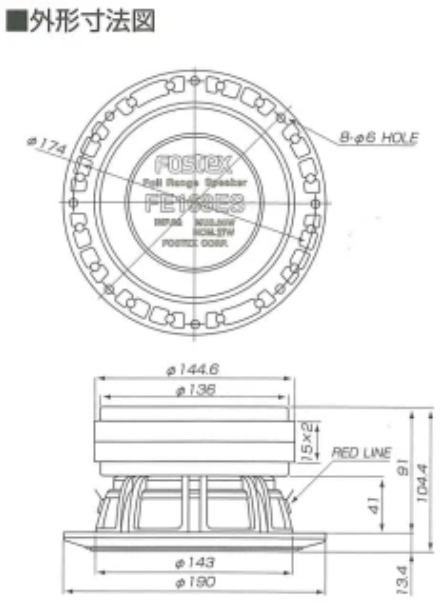 ■外形寸法図
φ174
8-φ6 HOLE
FOSTEX
Full Range Speaker
FE168ES
FOSTEX CORP.
φ144.6
φ136
15×2
RED LINE
91
104.4
41
φ143
13.4
φ190